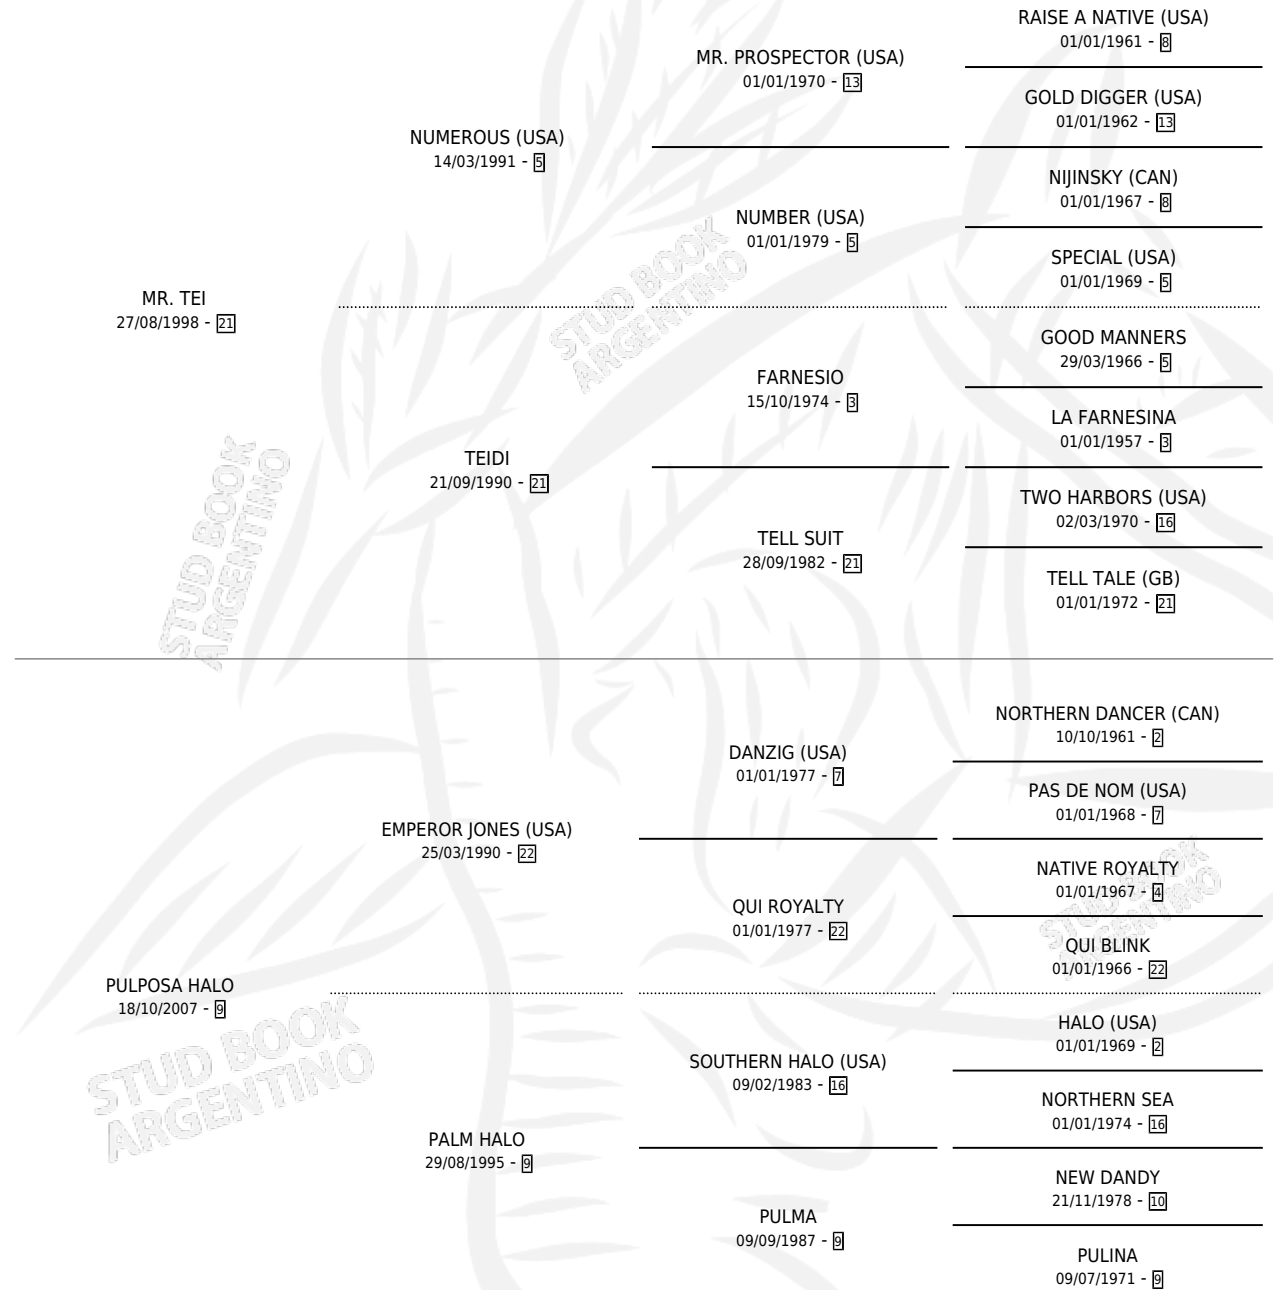 RAISE A NATIVE (USA)
01/01/1961 - 8
MR. PROSPECTOR (USA)
01/01/1970 - 13
GOLD DIGGER (USA)
01/01/1962 - 13
NUMEROUS (USA)
14/03/1991 - 5
NIJINSKY (CAN)
01/01/1967 - 8
NUMBER (USA)
01/01/1979 - 5
SPECIAL (USA)
01/01/1969 - 5
MR. TEI
27/08/1998 - 21
STUD BOOK
ARGENTINO
GOOD MANNERS
29/03/1966 - 5
FARNESIO
15/10/1974 - 3
LA FARNESINA
01/01/1957 - 3
TEIDI
21/09/1990 - 21
TWO HARBORS (USA)
02/03/1970 - 16
TELL SUIT
28/09/1982 - 21
TELL TALE (GB)
01/01/1972 - 21
STUD BOOK
ARGENTINO
NORTHERN DANCER (CAN)
10/10/1961 - 2
DANZIG (USA)
01/01/1977 - 7
PAS DE NOM (USA)
01/01/1968 - 7
EMPEROR JONES (USA)
25/03/1990 - 22
NATIVE ROYALTY
01/01/1967 - 4
QUI ROYALTY
01/01/1977 - 22
STUD BOOK
ARGENTINO
QUI BLINK
01/01/1966 - 22
PULPOSA HALO
18/10/2007 - 9
STUD BOOK
ARGENTINO
HALO (USA)
01/01/1969 - 2
SOUTHERN HALO (USA)
09/02/1983 - 16
NORTHERN SEA
01/01/1974 - 16
PALM HALO
29/08/1995 - 9
NEW DANDY
21/11/1978 - 10
PULMA
09/09/1987 - 9
PULINA
09/07/1971 - 9